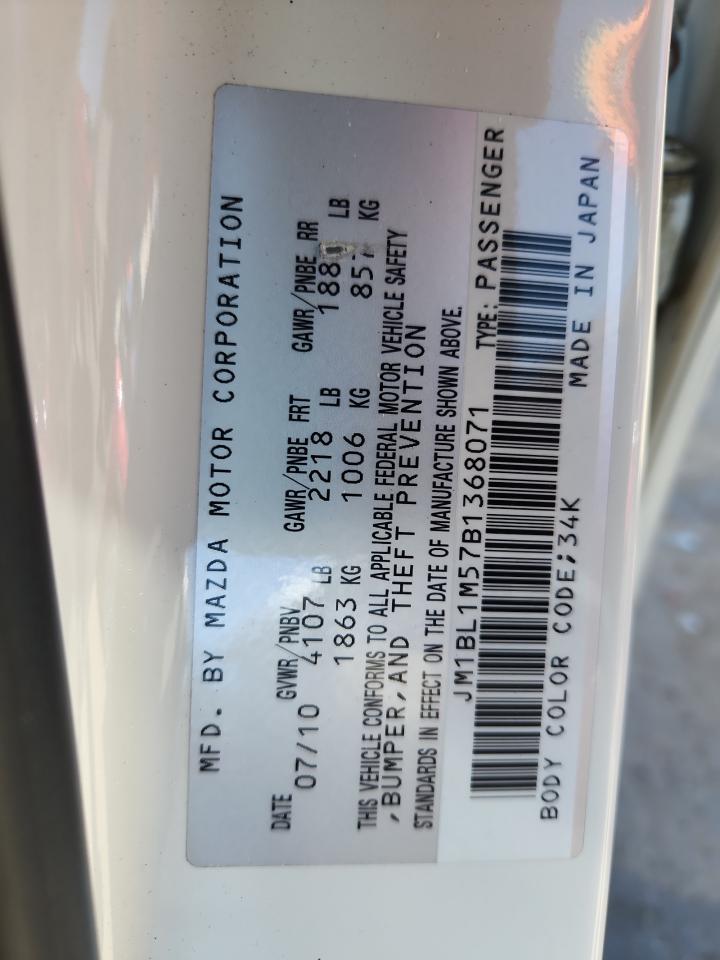 MFD. BY MAZDA MOTOR CORPORATION
DATE GVWR/PNBV GAWR/PNBE FRT GAWR/PNBE RR
07/10 4107 LB 2218 LB LB
1863 KG 1006 KG 857 KG
THIS VEHICLE CONFORMS TO ALL APPLICABLE FEDERAL MOTOR VEHICLE SAFETY
,BUMPER,AND THEFT PREVENTION
STANDARDS IN EFFECT ON THE DATE OF MANUFACTURE SHOWN ABOVE.
JM1BL1M57B1368071 TYPE: PASSENGER
BODY COLOR CODE;34K MADE IN JAPAN